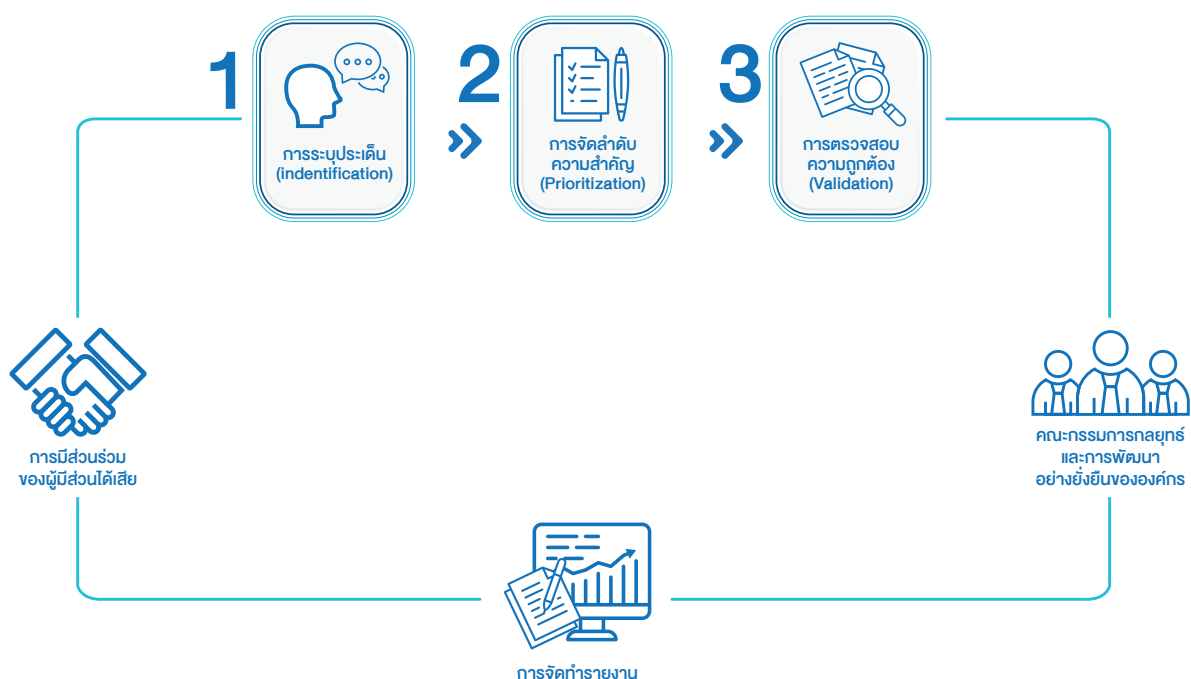 1
การระบุประเด็น
(indentification)
2
การจัดลำดับ
ความสำคัญ
(Prioritization)
3
การตรวจสอบ
ความถูกต้อง
(Validation)
การมีส่วนร่วม
ของผู้มีส่วนได้เสีย
คณะกรรมการกลยุทธ์
และการพัฒนา
อย่างยั่งยืนขององค์กร
การจัดทำรายงาน